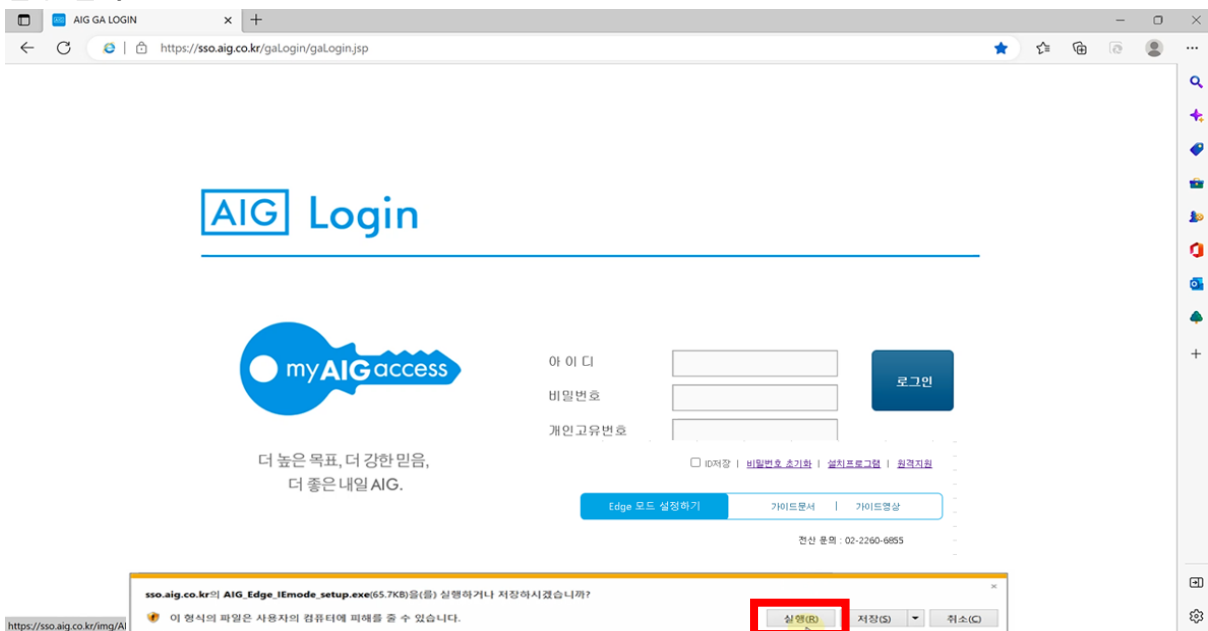 AIG GA LOGIN
https://sso.aig.co.kr/gaLogin/gaLogin.jsp
AIG Login
my AIG access
더 높은 목표, 더 강한 믿음,
더 좋은 내일 AIG.
아 이 디
비밀번호
개인고유번호
로그인
ID저장 | 비밀번호 초기화 | 설치프로그램 | 원격지원
Edge 모드 설정하기
가이드문서 | 가이드영상
전산 문의 : 02-2260-6855
sso.aig.co.kr의 AIG_Edge_IEmode_setup.exe(65.7KB)을(를) 실행하거나 저장하시겠습니까?
이 형식의 파일은 사용자의 컴퓨터에 피해를 줄 수 있습니다.
실행(R)
저장(S)
취소(C)
https://sso.aig.co.kr/img/AI